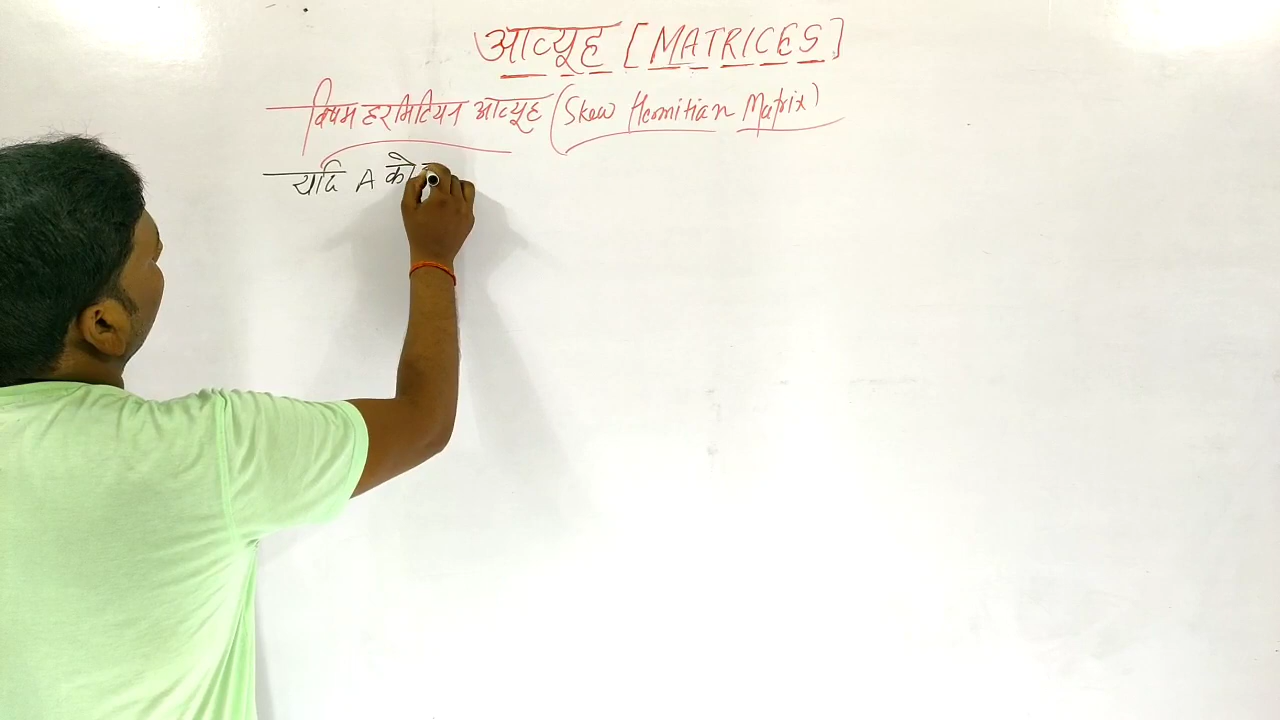 आव्यूह [MATRICES]
विषम हरमिटियन आव्यूह (Skew Hermitian Matrix)
यदि A को